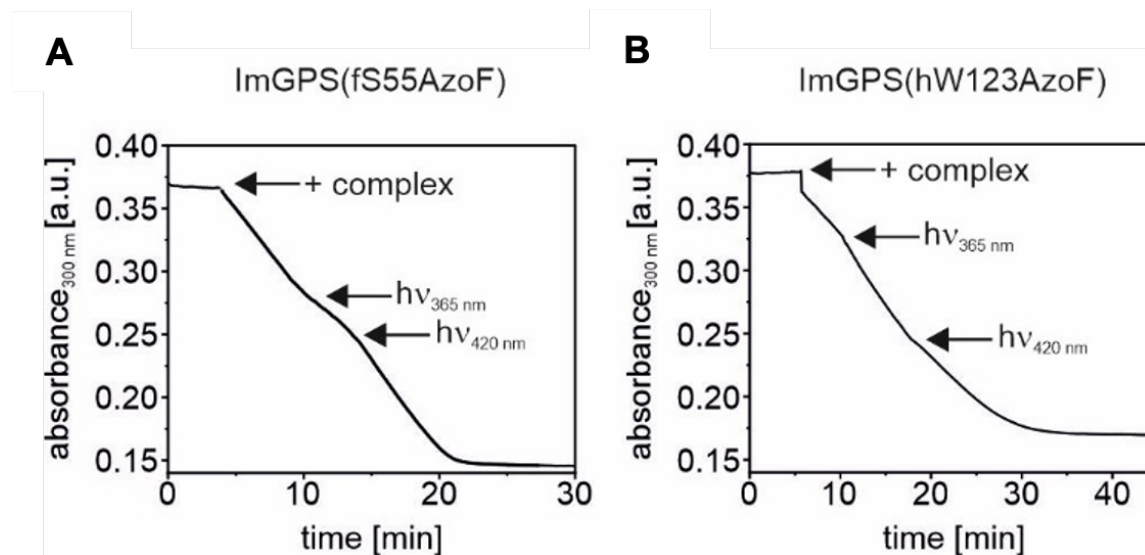 A
ImGPS(fS55AzoF)
absorbance300 nm [a.u.]
0.40
0.35
0.30
0.25
0.20
0.15
+ complex
hν365 nm
hν420 nm
0 10 20 30
time [min]
B
ImGPS(hW123AzoF)
absorbance300 nm [a.u.]
0.40
0.35
0.30
0.25
0.20
0.15
+ complex
hν365 nm
hν420 nm
0 10 20 30 40
time [min]